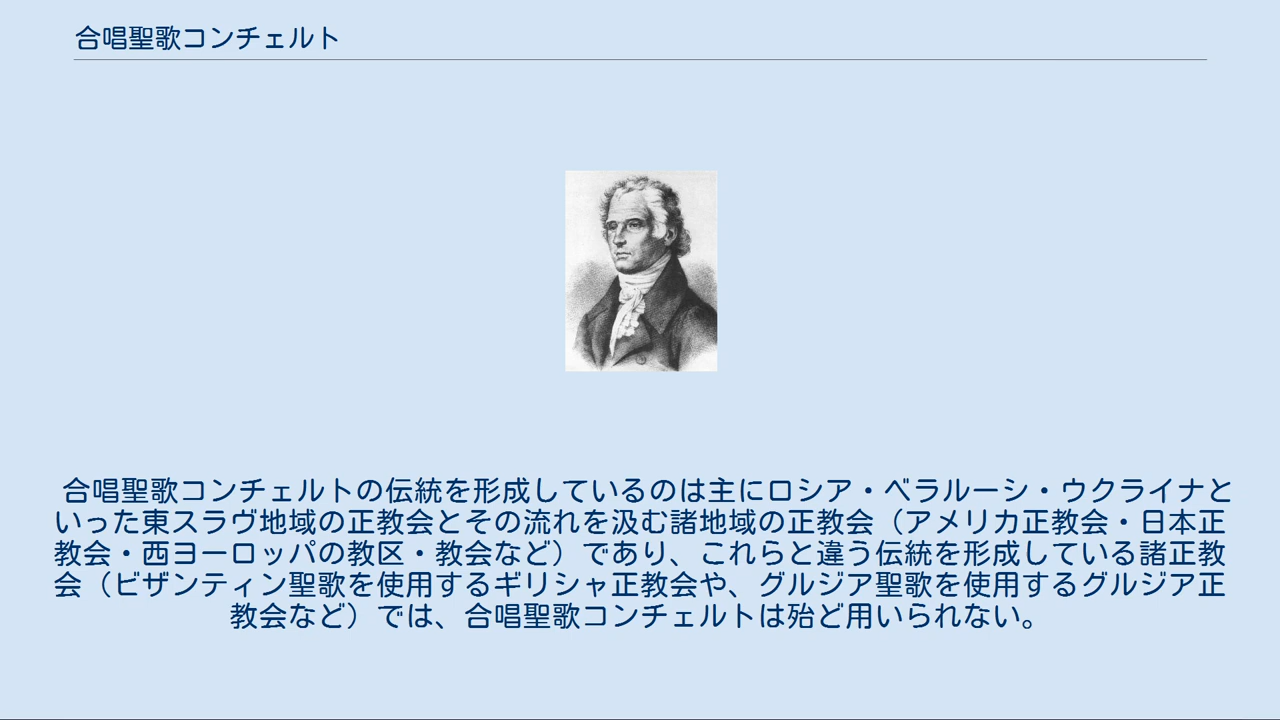 合唱聖歌コンチェルト
合唱聖歌コンチェルトの伝統を形成しているのは主にロシア・ベラルーシ・ウクライナと
いった東スラヴ地域の正教会とその流れを汲む諸地域の正教会（アメリカ正教会・日本正
教会・西ヨーロッパの教区・教会など）であり、これらと違う伝統を形成している諸正教
会（ビザンティン聖歌を使用するギリシャ正教会や、グルジア聖歌を使用するグルジア正
教会など）では、合唱聖歌コンチェルトは殆ど用いられない。